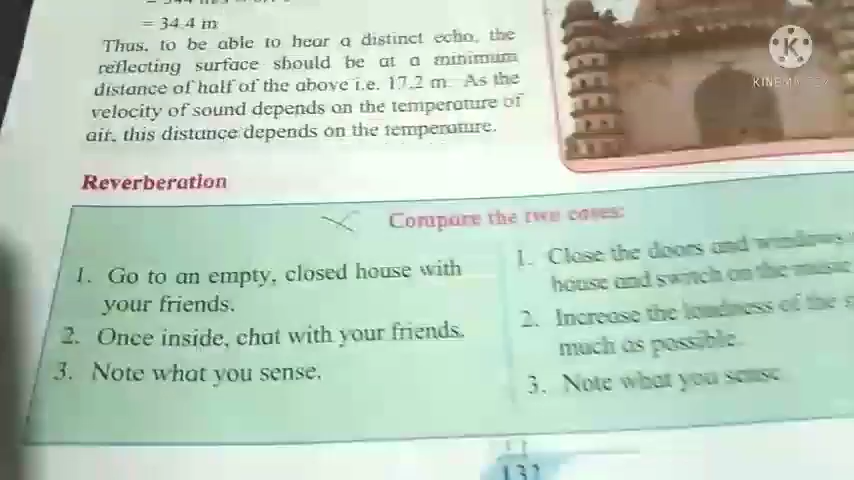 = 34.4 m
Thus, to be able to hear a distinct echo, the
reflecting surface should be at a minimum
distance of half of the above i.e. 17.2 m. As the
velocity of sound depends on the temperature of
air, this distance depends on the temperature.
K
KINEMASTER
Reverberation
Compare the two cases:
1. Go to an empty, closed house with
your friends.
2. Once inside, chat with your friends.
3. Note what you sense.
1. Close the doors and windows
house and switch on the music
2. Increase the loudness of the
much as possible.
3. Note what you sense.